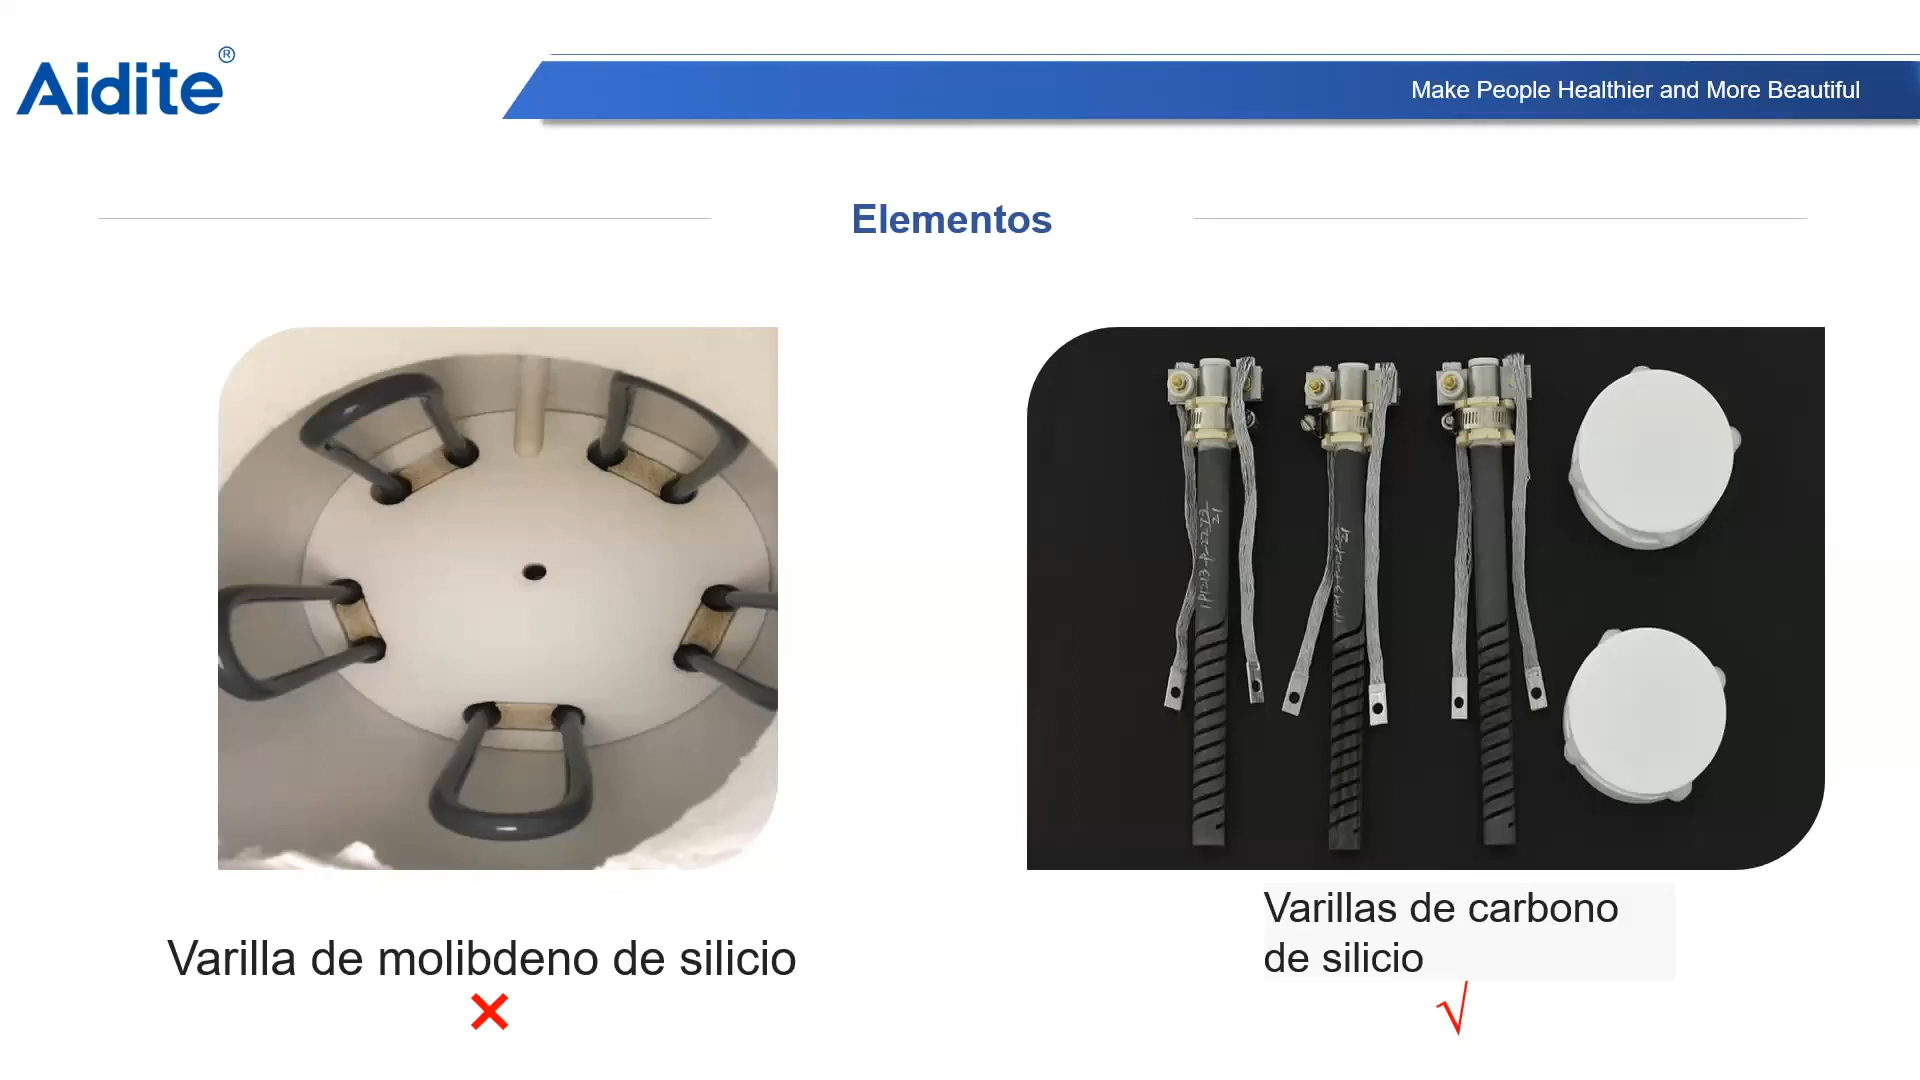 Aidite®
Make People Healthier and More Beautiful
Elementos
Varilla de molibdeno de silicio
Varillas de carbono
de silicio